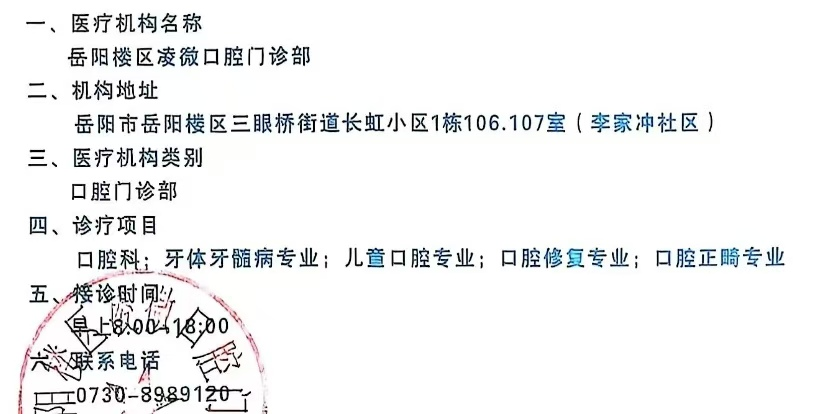 一、医疗机构名称
岳阳楼区凌微口腔门诊部
二、机构地址
岳阳市岳阳楼区三眼桥街道长虹小区1栋106.107室（李家冲社区）
三、医疗机构类别
口腔门诊部
四、诊疗项目
口腔科；牙体牙髓病专业；儿童口腔专业；口腔修复专业；口腔正畸专业
五、接诊时间
早上8:00-18:00
六、联系电话
0730-8989120